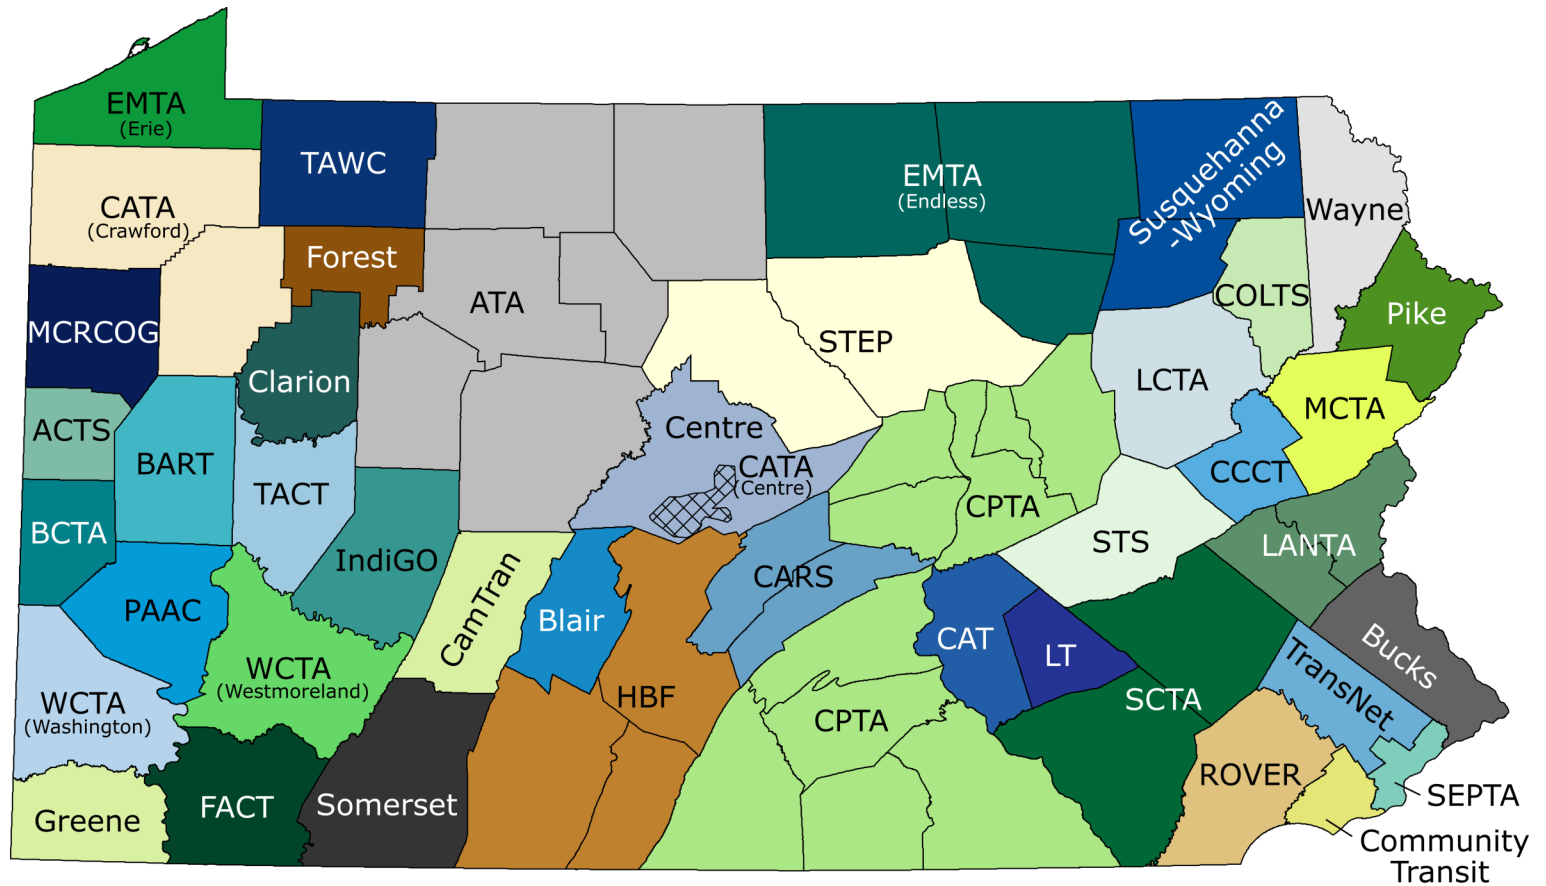 EMTA
(Erie)
TAWC
CATA
(Crawford)
Forest
EMTA
(Endless)
Susquehanna
-Wyoming
Wayne
MCRCOG
ATA
STEP
COLTS
Pike
Clarion
LCTA
MCTA
ACTS
BART
Centre
CATA
(Centre)
CCCT
TACT
CPTA
BCTA
IndiGO
STS
LANTA
PAAC
CamTran
Blair
CARS
CAT
LT
Bucks
WCTA
(Westmoreland)
WCTA
(Washington)
HBF
CPTA
SCTA
TransNet
Greene
FACT
Somerset
ROVER
SEPTA
Community
Transit